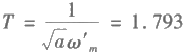 T̄ = 1 / (√a ω′ₘ) = 1.793